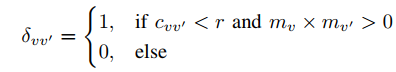 δ_{vv′} = { 1, if c_{vv′} < r and m_v × m_{v′} > 0
0, else